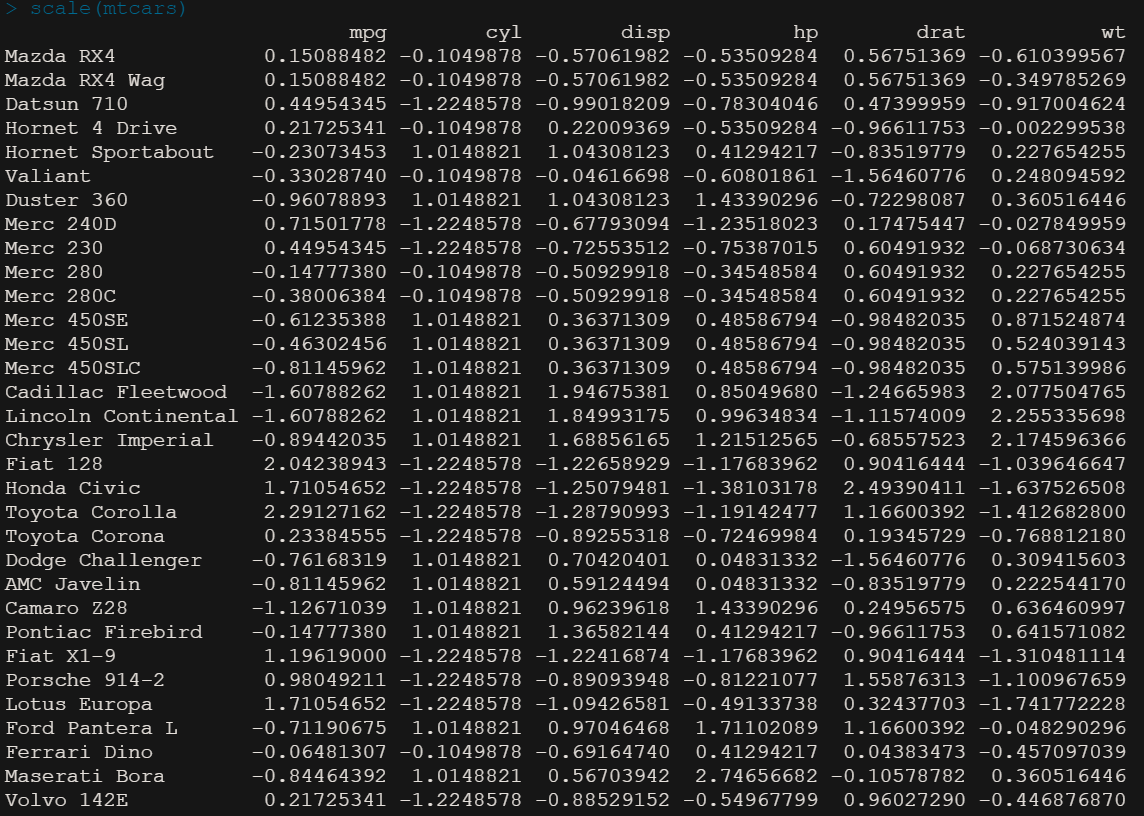 > scale(mtcars)
mpg cyl disp hp drat wt
Mazda RX4 0.15088482 -0.1049878 -0.57061982 -0.53509284 0.56751369 -0.610399567
Mazda RX4 Wag 0.15088482 -0.1049878 -0.57061982 -0.53509284 0.56751369 -0.349785269
Datsun 710 0.44954345 -1.2248578 -0.99018209 -0.78304046 0.47399959 -0.917004624
Hornet 4 Drive 0.21725341 -0.1049878 0.22009369 -0.53509284 -0.96611753 -0.002299538
Hornet Sportabout -0.23073453 1.0148821 1.04308123 0.41294217 -0.83519779 0.227654255
Valiant -0.33028740 -0.1049878 -0.04616698 -0.60801861 -1.56460776 0.248094592
Duster 360 -0.96078893 1.0148821 1.04308123 1.43390296 -0.72298087 0.360516446
Merc 240D 0.71501778 -1.2248578 -0.67793094 -1.23518023 0.17475447 -0.027849959
Merc 230 0.44954345 -1.2248578 -0.72553512 -0.75387015 0.60491932 -0.068730634
Merc 280 -0.14777380 -0.1049878 -0.50929918 -0.34548584 0.60491932 0.227654255
Merc 280C -0.38006384 -0.1049878 -0.50929918 -0.34548584 0.60491932 0.227654255
Merc 450SE -0.61235388 1.0148821 0.36371309 0.48586794 -0.98482035 0.871524874
Merc 450SL -0.46302456 1.0148821 0.36371309 0.48586794 -0.98482035 0.524039143
Merc 450SLC -0.81145962 1.0148821 0.36371309 0.48586794 -0.98482035 0.575139986
Cadillac Fleetwood -1.60788262 1.0148821 1.94675381 0.85049680 -1.24665983 2.077504765
Lincoln Continental -1.60788262 1.0148821 1.84993175 0.99634834 -1.11574009 2.255335698
Chrysler Imperial -0.89442035 1.0148821 1.68856165 1.21512565 -0.68557523 2.174596366
Fiat 128 2.04238943 -1.2248578 -1.22658929 -1.17683962 0.90416444 -1.039646647
Honda Civic 1.71054652 -1.2248578 -1.25079481 -1.38103178 2.49390411 -1.637526508
Toyota Corolla 2.29127162 -1.2248578 -1.28790993 -1.19142477 1.16600392 -1.412682800
Toyota Corona 0.23384555 -1.2248578 -0.89255318 -0.72469984 0.19345729 -0.768812180
Dodge Challenger -0.76168319 1.0148821 0.70420401 0.04831332 -1.56460776 0.309415603
AMC Javelin -0.81145962 1.0148821 0.59124494 0.04831332 -0.83519779 0.222544170
Camaro Z28 -1.12671039 1.0148821 0.96239618 1.43390296 0.24956575 0.636460997
Pontiac Firebird -0.14777380 1.0148821 1.36582144 0.41294217 -0.96611753 0.641571082
Fiat X1-9 1.19619000 -1.2248578 -1.22416874 -1.17683962 0.90416444 -1.310481114
Porsche 914-2 0.98049211 -1.2248578 -0.89093948 -0.81221077 1.55876313 -1.100967659
Lotus Europa 1.71054652 -1.2248578 -1.09426581 -0.49133738 0.32437703 -1.741772228
Ford Pantera L -0.71190675 1.0148821 0.97046468 1.71102089 1.16600392 -0.048290296
Ferrari Dino -0.06481307 -0.1049878 -0.69164740 0.41294217 0.04383473 -0.457097039
Maserati Bora -0.84464392 1.0148821 0.56703942 2.74656682 -0.10578782 0.360516446
Volvo 142E 0.21725341 -1.2248578 -0.88529152 -0.54967799 0.96027290 -0.446876870